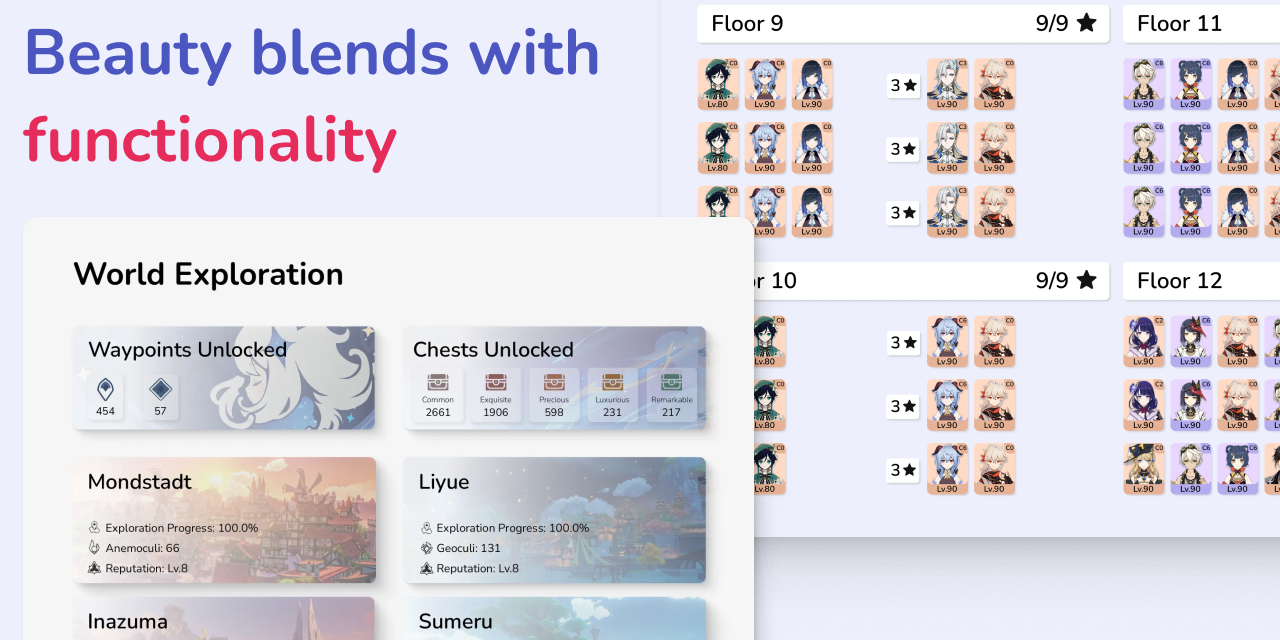 Beauty blends with
functionality
World Exploration
Waypoints Unlocked
454
57
Chests Unlocked
Common
2661
Exquisite
1906
Precious
598
Luxurious
231
Remarkable
217
Mondstadt
Exploration Progress: 100.0%
Anemoculi: 66
Reputation: Lv.8
Liyue
Exploration Progress: 100.0%
Geoculi: 131
Reputation: Lv.8
Inazuma
Sumeru
Floor 9
9/9 ★
C0 C6 C0 C3 C0
3 ★
Lv.80 Lv.90 Lv.90 Lv.90 Lv.90
C0 C6 C0 C3 C0
3 ★
Lv.80 Lv.90 Lv.90 Lv.90 Lv.90
C0 C6 C0 C3 C0
3 ★
Lv.90 Lv.90 Lv.90 Lv.90
r 10
9/9 ★
C0 C6 C0
3 ★
Lv.80 Lv.90 Lv.90
C0 C6 C0
3 ★
Lv.80 Lv.90 Lv.90
C0 C6 C0
3 ★
Lv.80 Lv.90 Lv.90
Floor 11
C6 C6 C0
Lv.90 Lv.90 Lv.90
C6 C6 C0
Lv.90 Lv.90 Lv.90
C6 C6 C0
Lv.90 Lv.90 Lv.90
Floor 12
C2 C6 C0
Lv.90 Lv.90 Lv.90
C2 C6 C0
Lv.90 Lv.90 Lv.90
C0 C6 C6
Lv.90 Lv.90 Lv.90